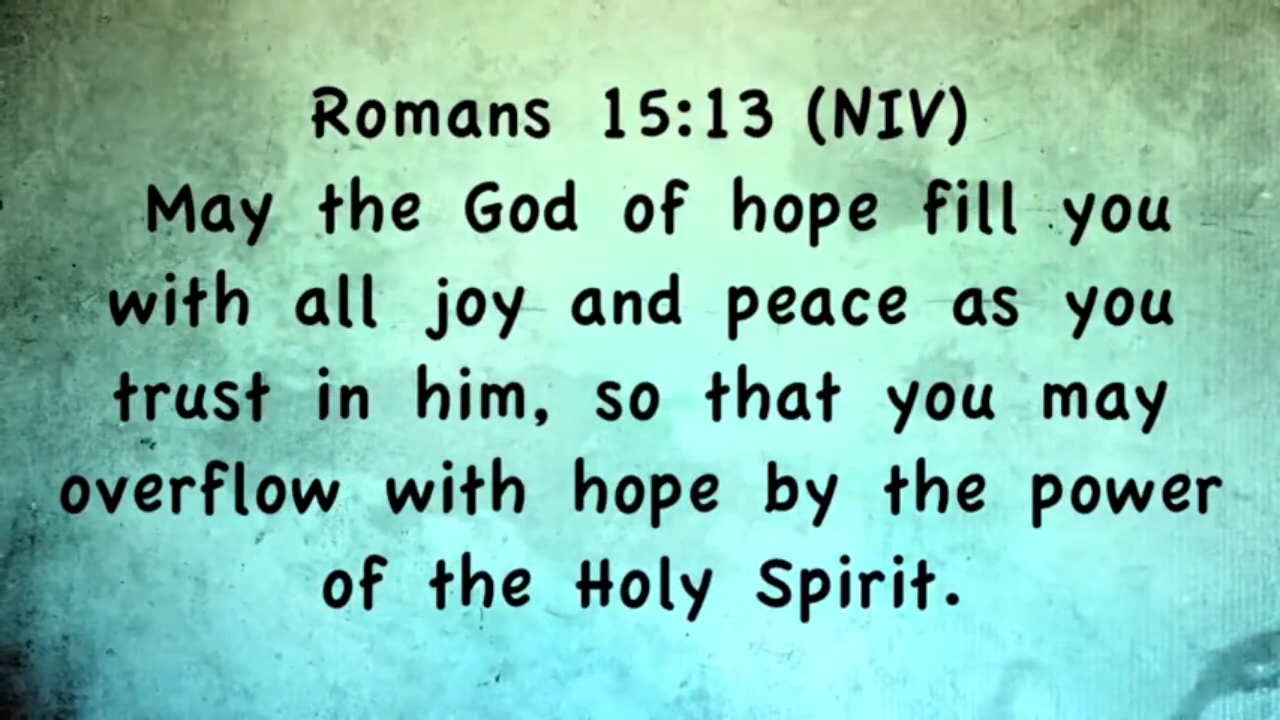 Romans 15:13 (NIV)
May the God of hope fill you
with all joy and peace as you
trust in him, so that you may
overflow with hope by the power
of the Holy Spirit.